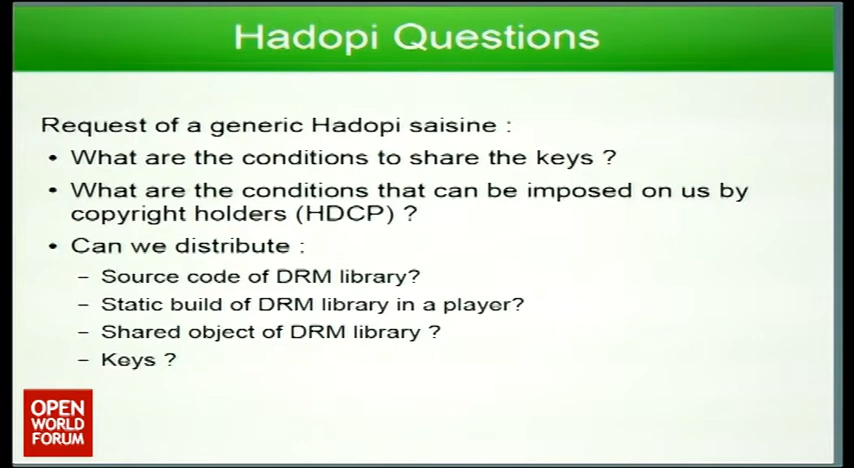 Hadopi Questions
Request of a generic Hadopi saisine :
• What are the conditions to share the keys ?
• What are the conditions that can be imposed on us by
copyright holders (HDCP) ?
• Can we distribute :
– Source code of DRM library?
– Static build of DRM library in a player?
– Shared object of DRM library ?
– Keys ?
OPEN
WORLD
FORUM